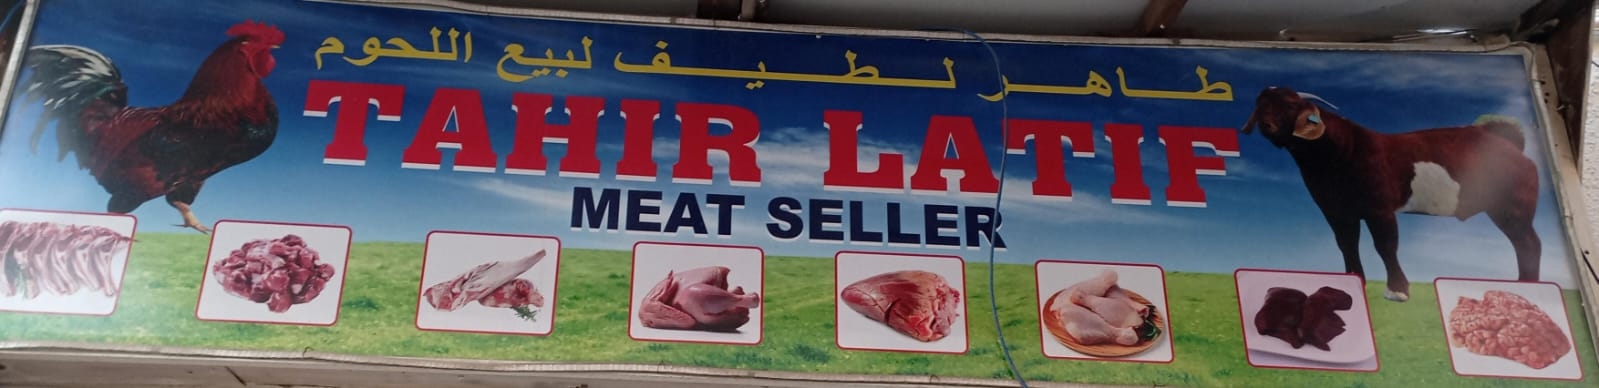 طاهر لطيف لبيع اللحوم
TAHIR LATIF
MEAT SELLER